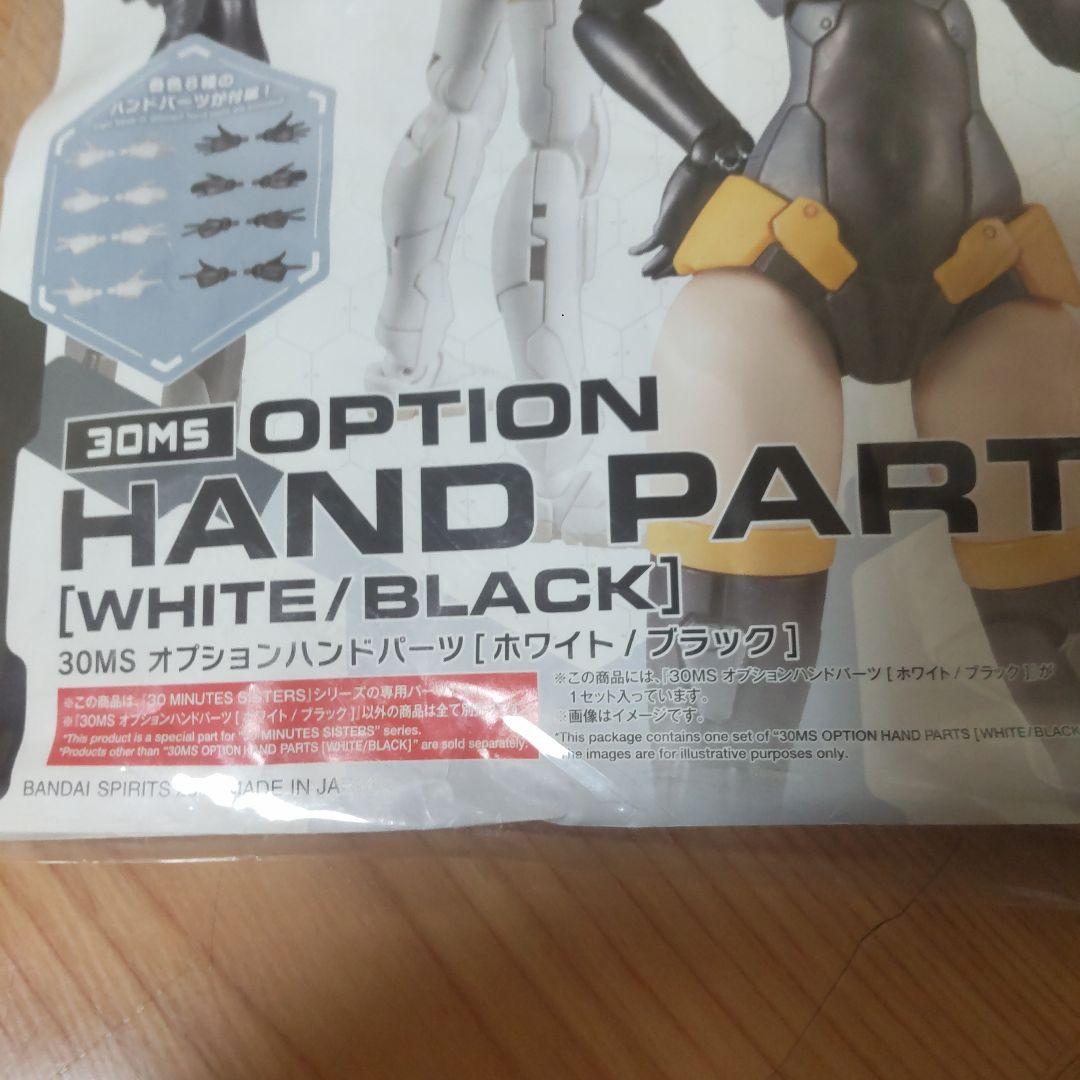 各色8種の
ハンドパーツが付属!
30MS OPTION
HAND PART
[WHITE/BLACK]
30MS オプションハンドパーツ [ ホワイト / ブラック ]
※この商品は、「30 MINUTES SISTERS」シリーズの専用パー
※『30MS オプションハンドパーツ [ ホワイト / ブラック ]』以外の商品は全て別
*This product is a special part for MINUTES SISTERS" series.
*Products other than "30MS OPTION HAND PARTS [WHITE/BLACK]" are sold separately.
※この商品には、『30MS オプションハンドパーツ [ ホワイト / ブラック ]』が
1セット入っています。
※画像はイメージです。
*This package contains one set of "30MS OPTION HAND PARTS [WHITE/BLACK
*The images are for illustrative purposes only.
BANDAI SPIRITS MADE IN JA